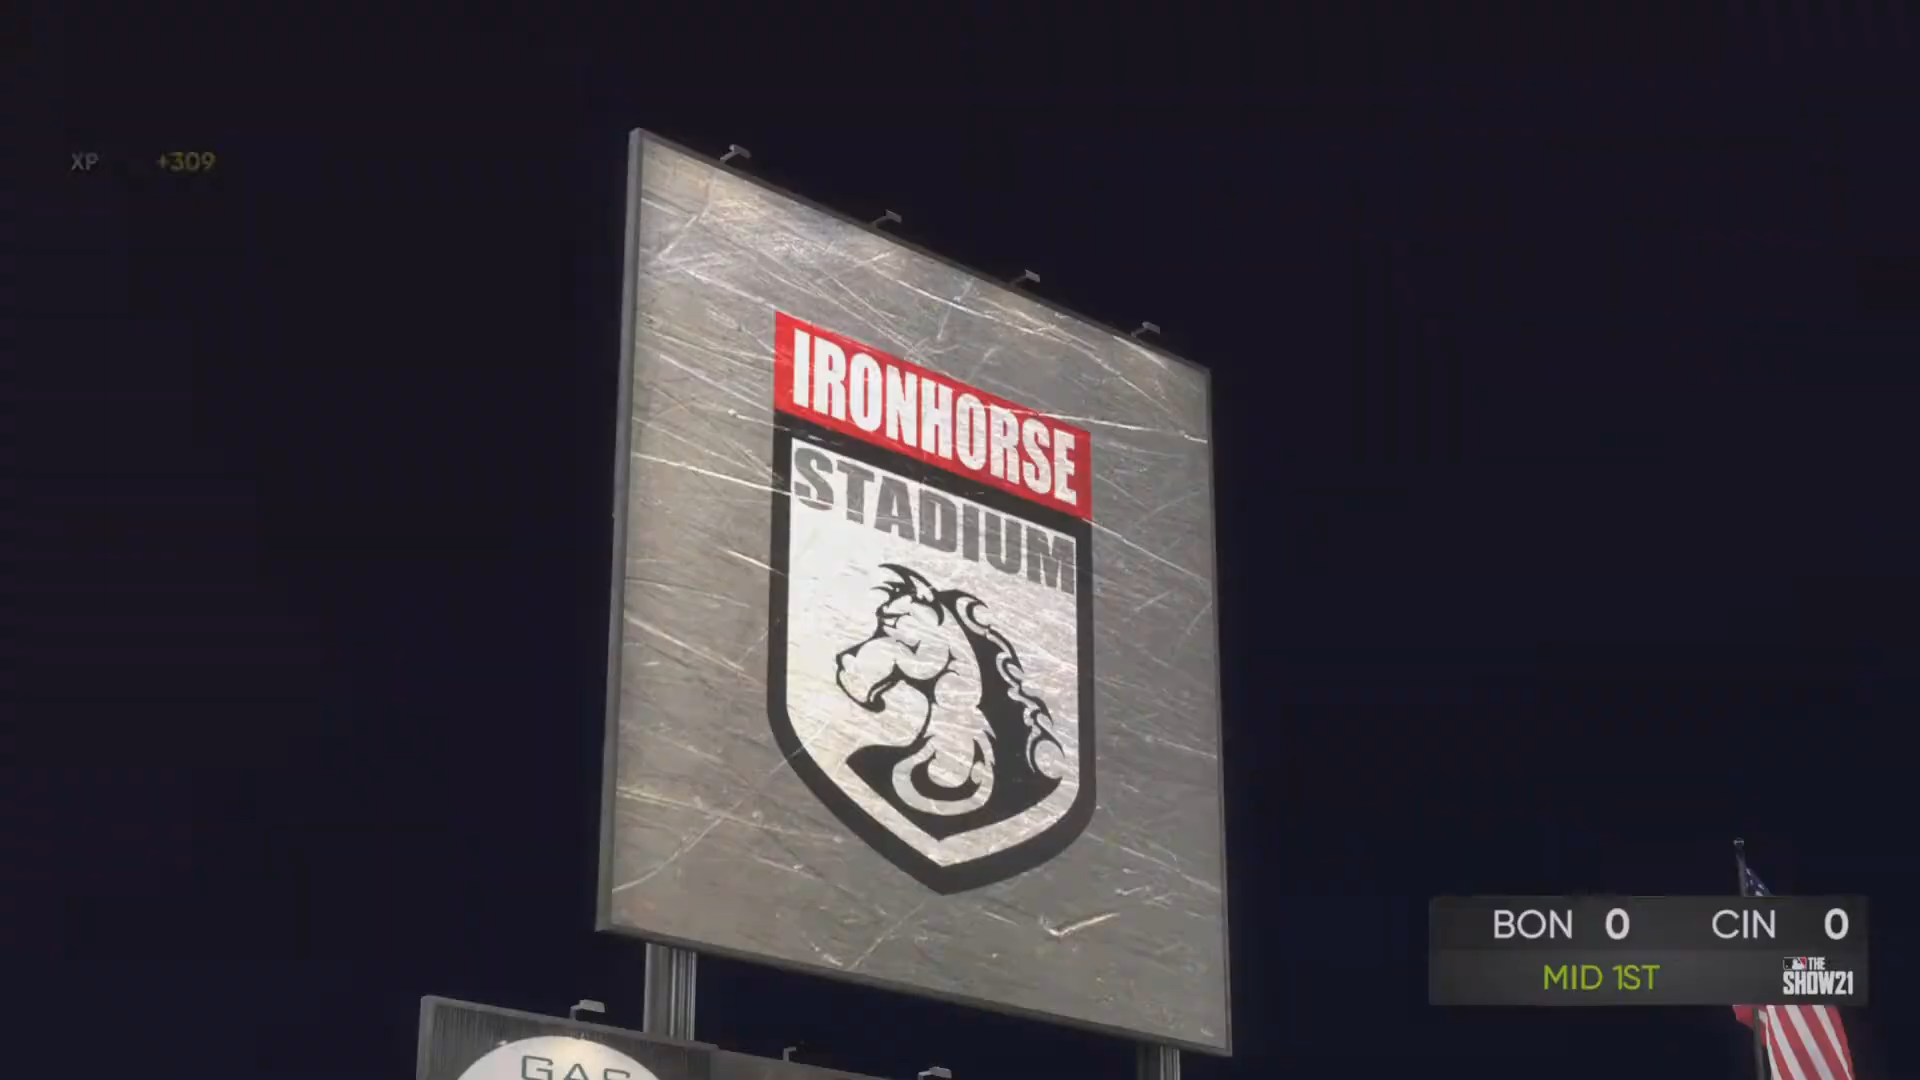 XP +309
IRONHORSE
STADIUM
BON 0 CIN 0
MID 1ST
THE
SHOW21